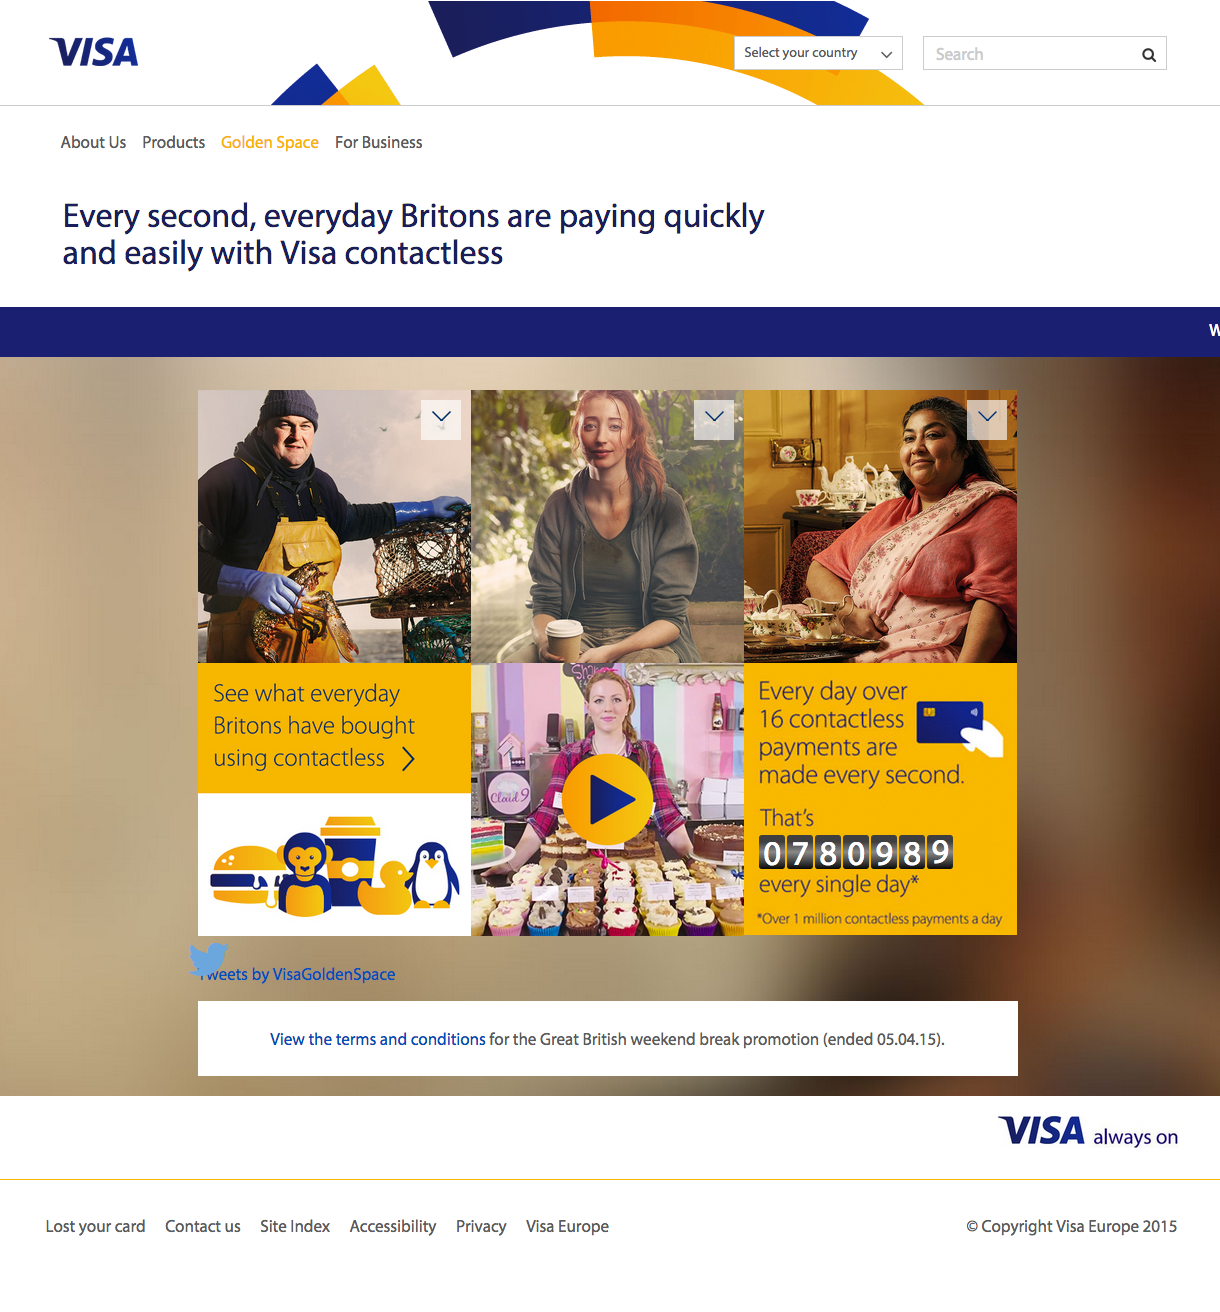 VISA
Select your country
Search
About Us Products Golden Space For Business
Every second, everyday Britons are paying quickly
and easily with Visa contactless
W
See what everyday
Britons have bought
using contactless
Cloud 9
Every day over
16 contactless
payments are
made every second.
That's
0780989
every single day*
*Over 1 million contactless payments a day
Tweets by VisaGoldenSpace
View the terms and conditions for the Great British weekend break promotion (ended 05.04.15).
VISA always on
Lost your card Contact us Site Index Accessibility Privacy Visa Europe
© Copyright Visa Europe 2015